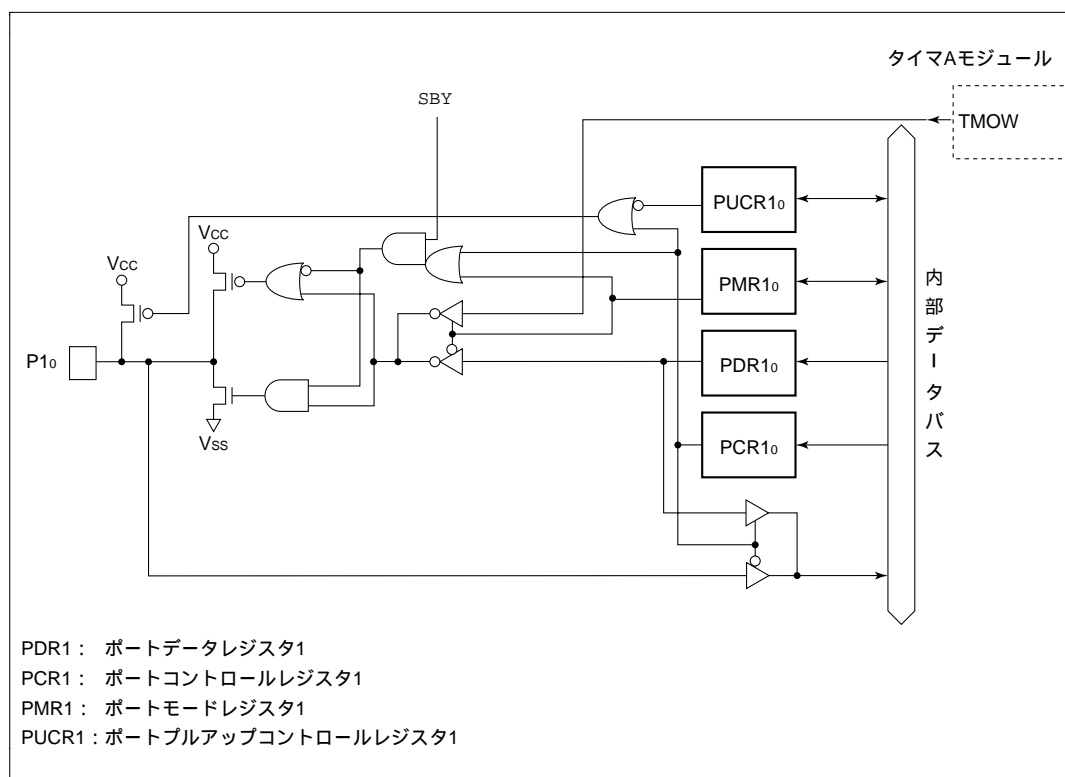 タイマAモジュール
SBY
TMOW
PUCR10
VCC
VCC
PMR10
P10
PDR10
VSS
PCR10
内部データバス
PDR1： ポートデータレジスタ1
PCR1： ポートコントロールレジスタ1
PMR1： ポートモードレジスタ1
PUCR1：ポートプルアップコントロールレジスタ1